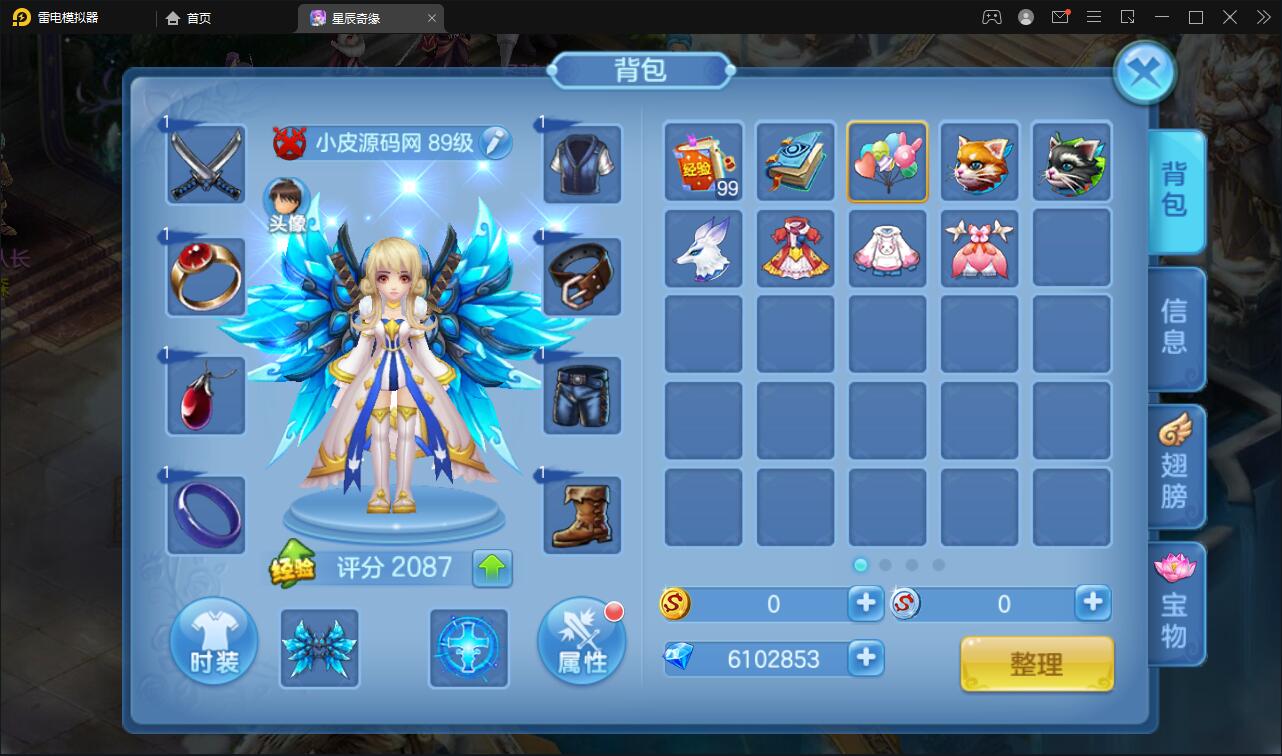 雷电模拟器
首页
星辰奇缘
背包
小皮源码网 89级
头像
1
1
1
1
1
1
1
1
经验
99
经验
评分 2087
时装
属性
0
0
6102853
整理
背包
信息
翅膀
宝物